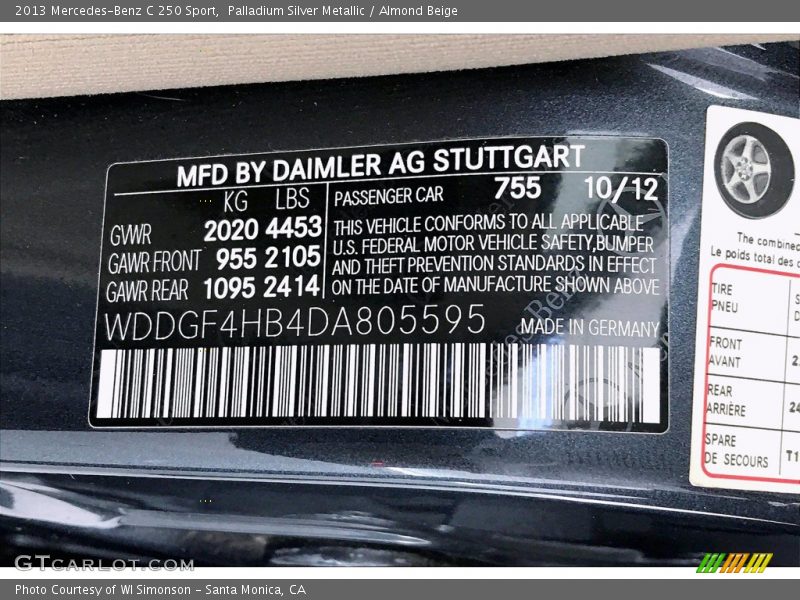 2013 Mercedes-Benz C 250 Sport,  Palladium Silver Metallic / Almond Beige
MFD BY DAIMLER AG STUTTGART
KG LBS
GVWR 2020 4453
GAWR FRONT 955 2105
GAWR REAR 1095 2414
PASSENGER CAR 755 10/12
THIS VEHICLE CONFORMS TO ALL APPLICABLE
U.S. FEDERAL MOTOR VEHICLE SAFETY,BUMPER
AND THEFT PREVENTION STANDARDS IN EFFECT
ON THE DATE OF MANUFACTURE SHOWN ABOVE
WDDGF4HB4DA805595 MADE IN GERMANY
The combined
Le poids total des
TIRE
PNEU
FRONT
AVANT
REAR
ARRIÈRE
SPARE
DE SECOURS
GTCARLOT.COM
Photo Courtesy of WI Simonson - Santa Monica, CA